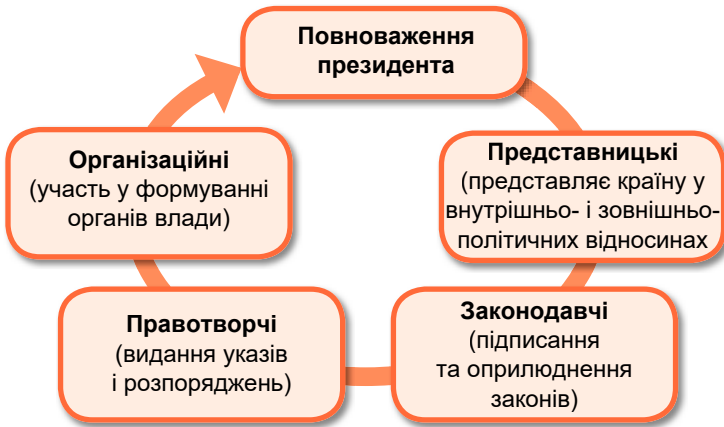 Повноваження
президента
Представницькі
(представляє країну у
внутрішньо- і зовнішньо-
політичних відносинах
Законодавчі
(підписання
та оприлюднення
законів)
Правотворчі
(видання указів
і розпоряджень)
Організаційні
(участь у формуванні
органів влади)